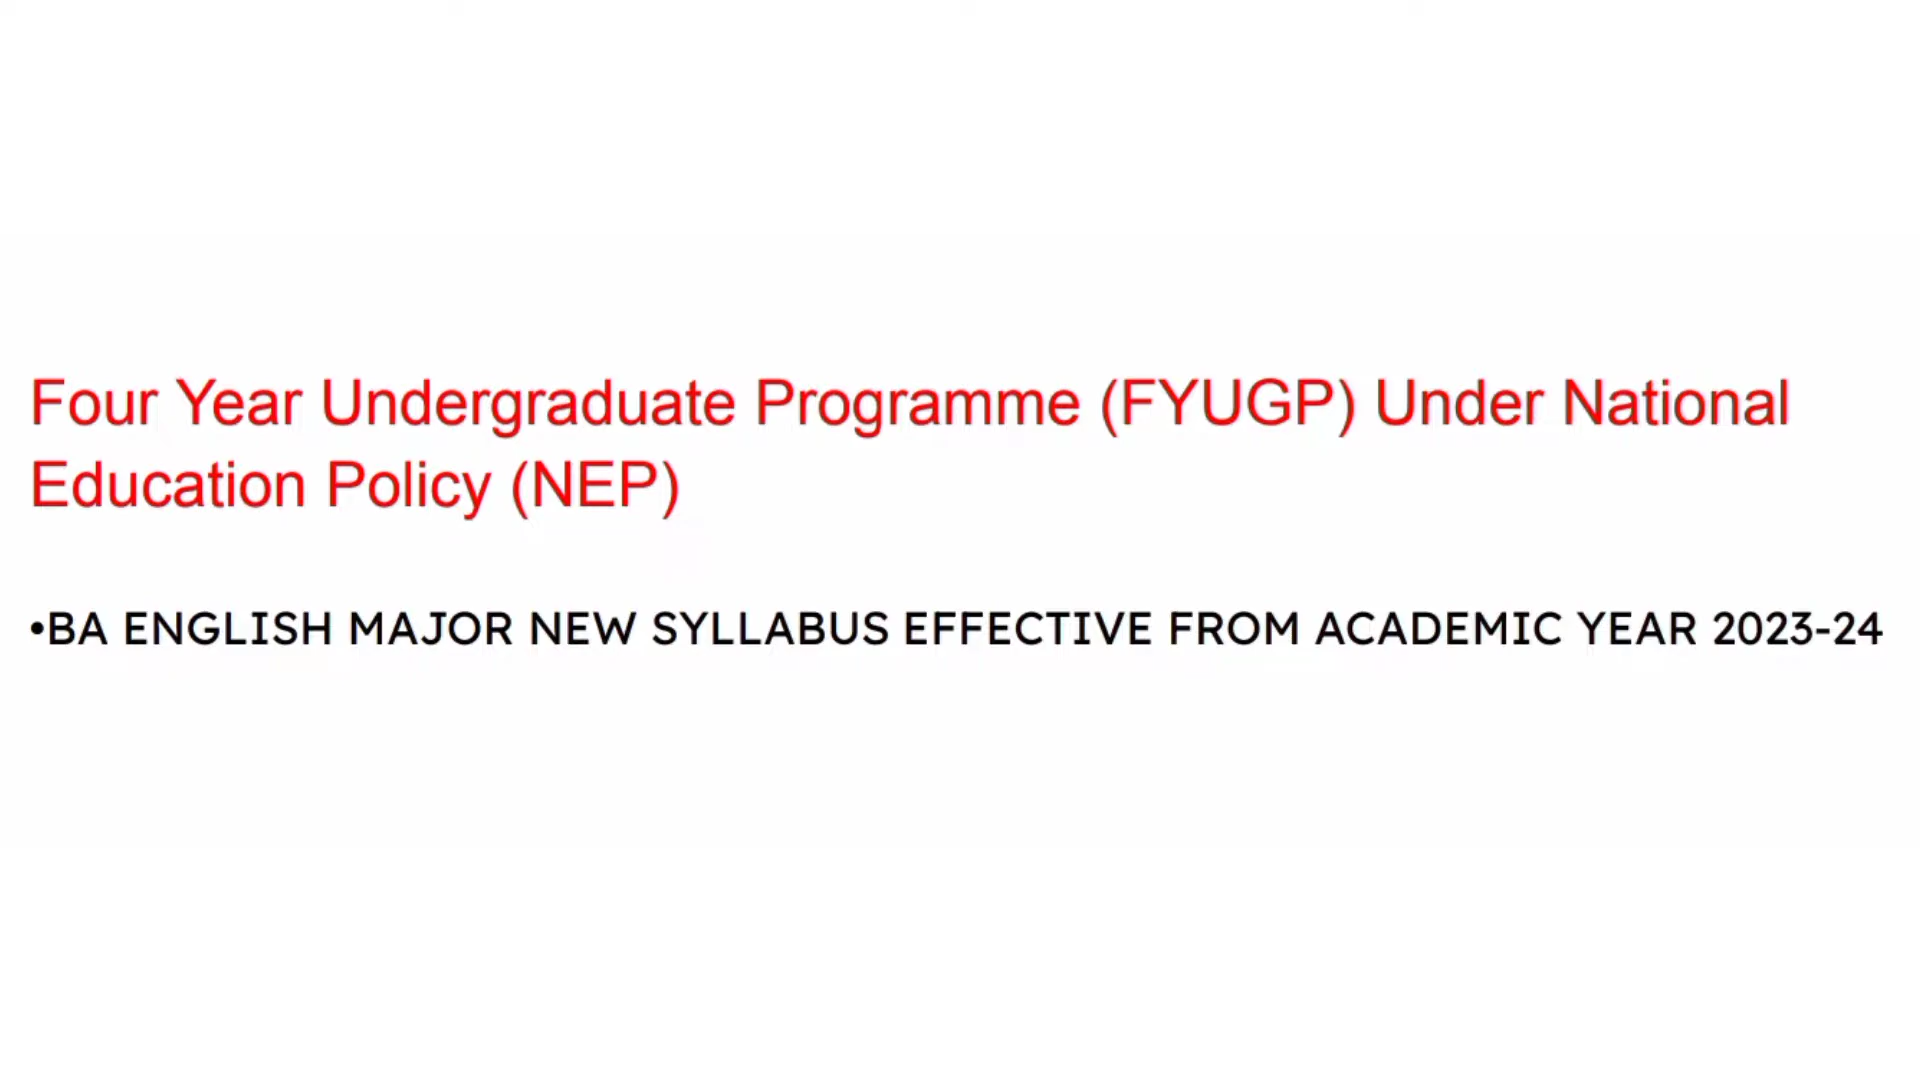 Four Year Undergraduate Programme (FYUGP) Under National
Education Policy (NEP)
•BA ENGLISH MAJOR NEW SYLLABUS EFFECTIVE FROM ACADEMIC YEAR 2023-24